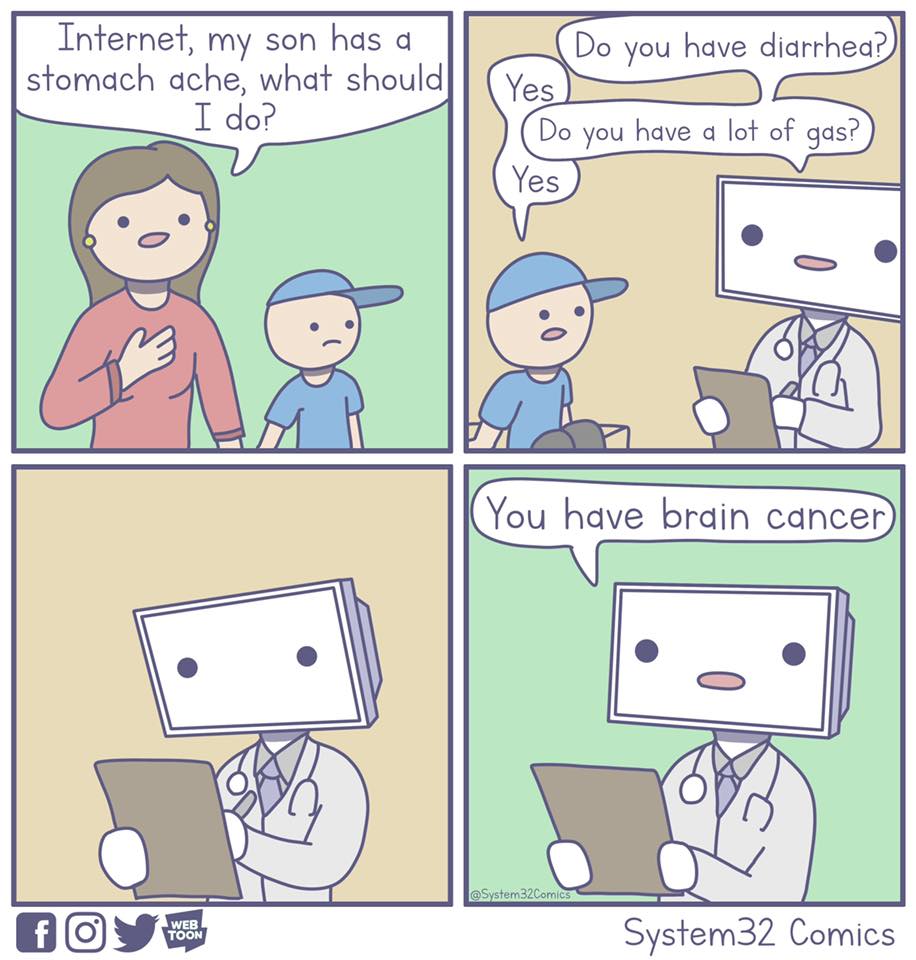 Internet, my son has a
stomach ache, what should
I do?
Do you have diarrhea?
Yes
Do you have a lot of gas?
Yes
You have brain cancer
@System32Comics
f
WEB
TOON
System32 Comics